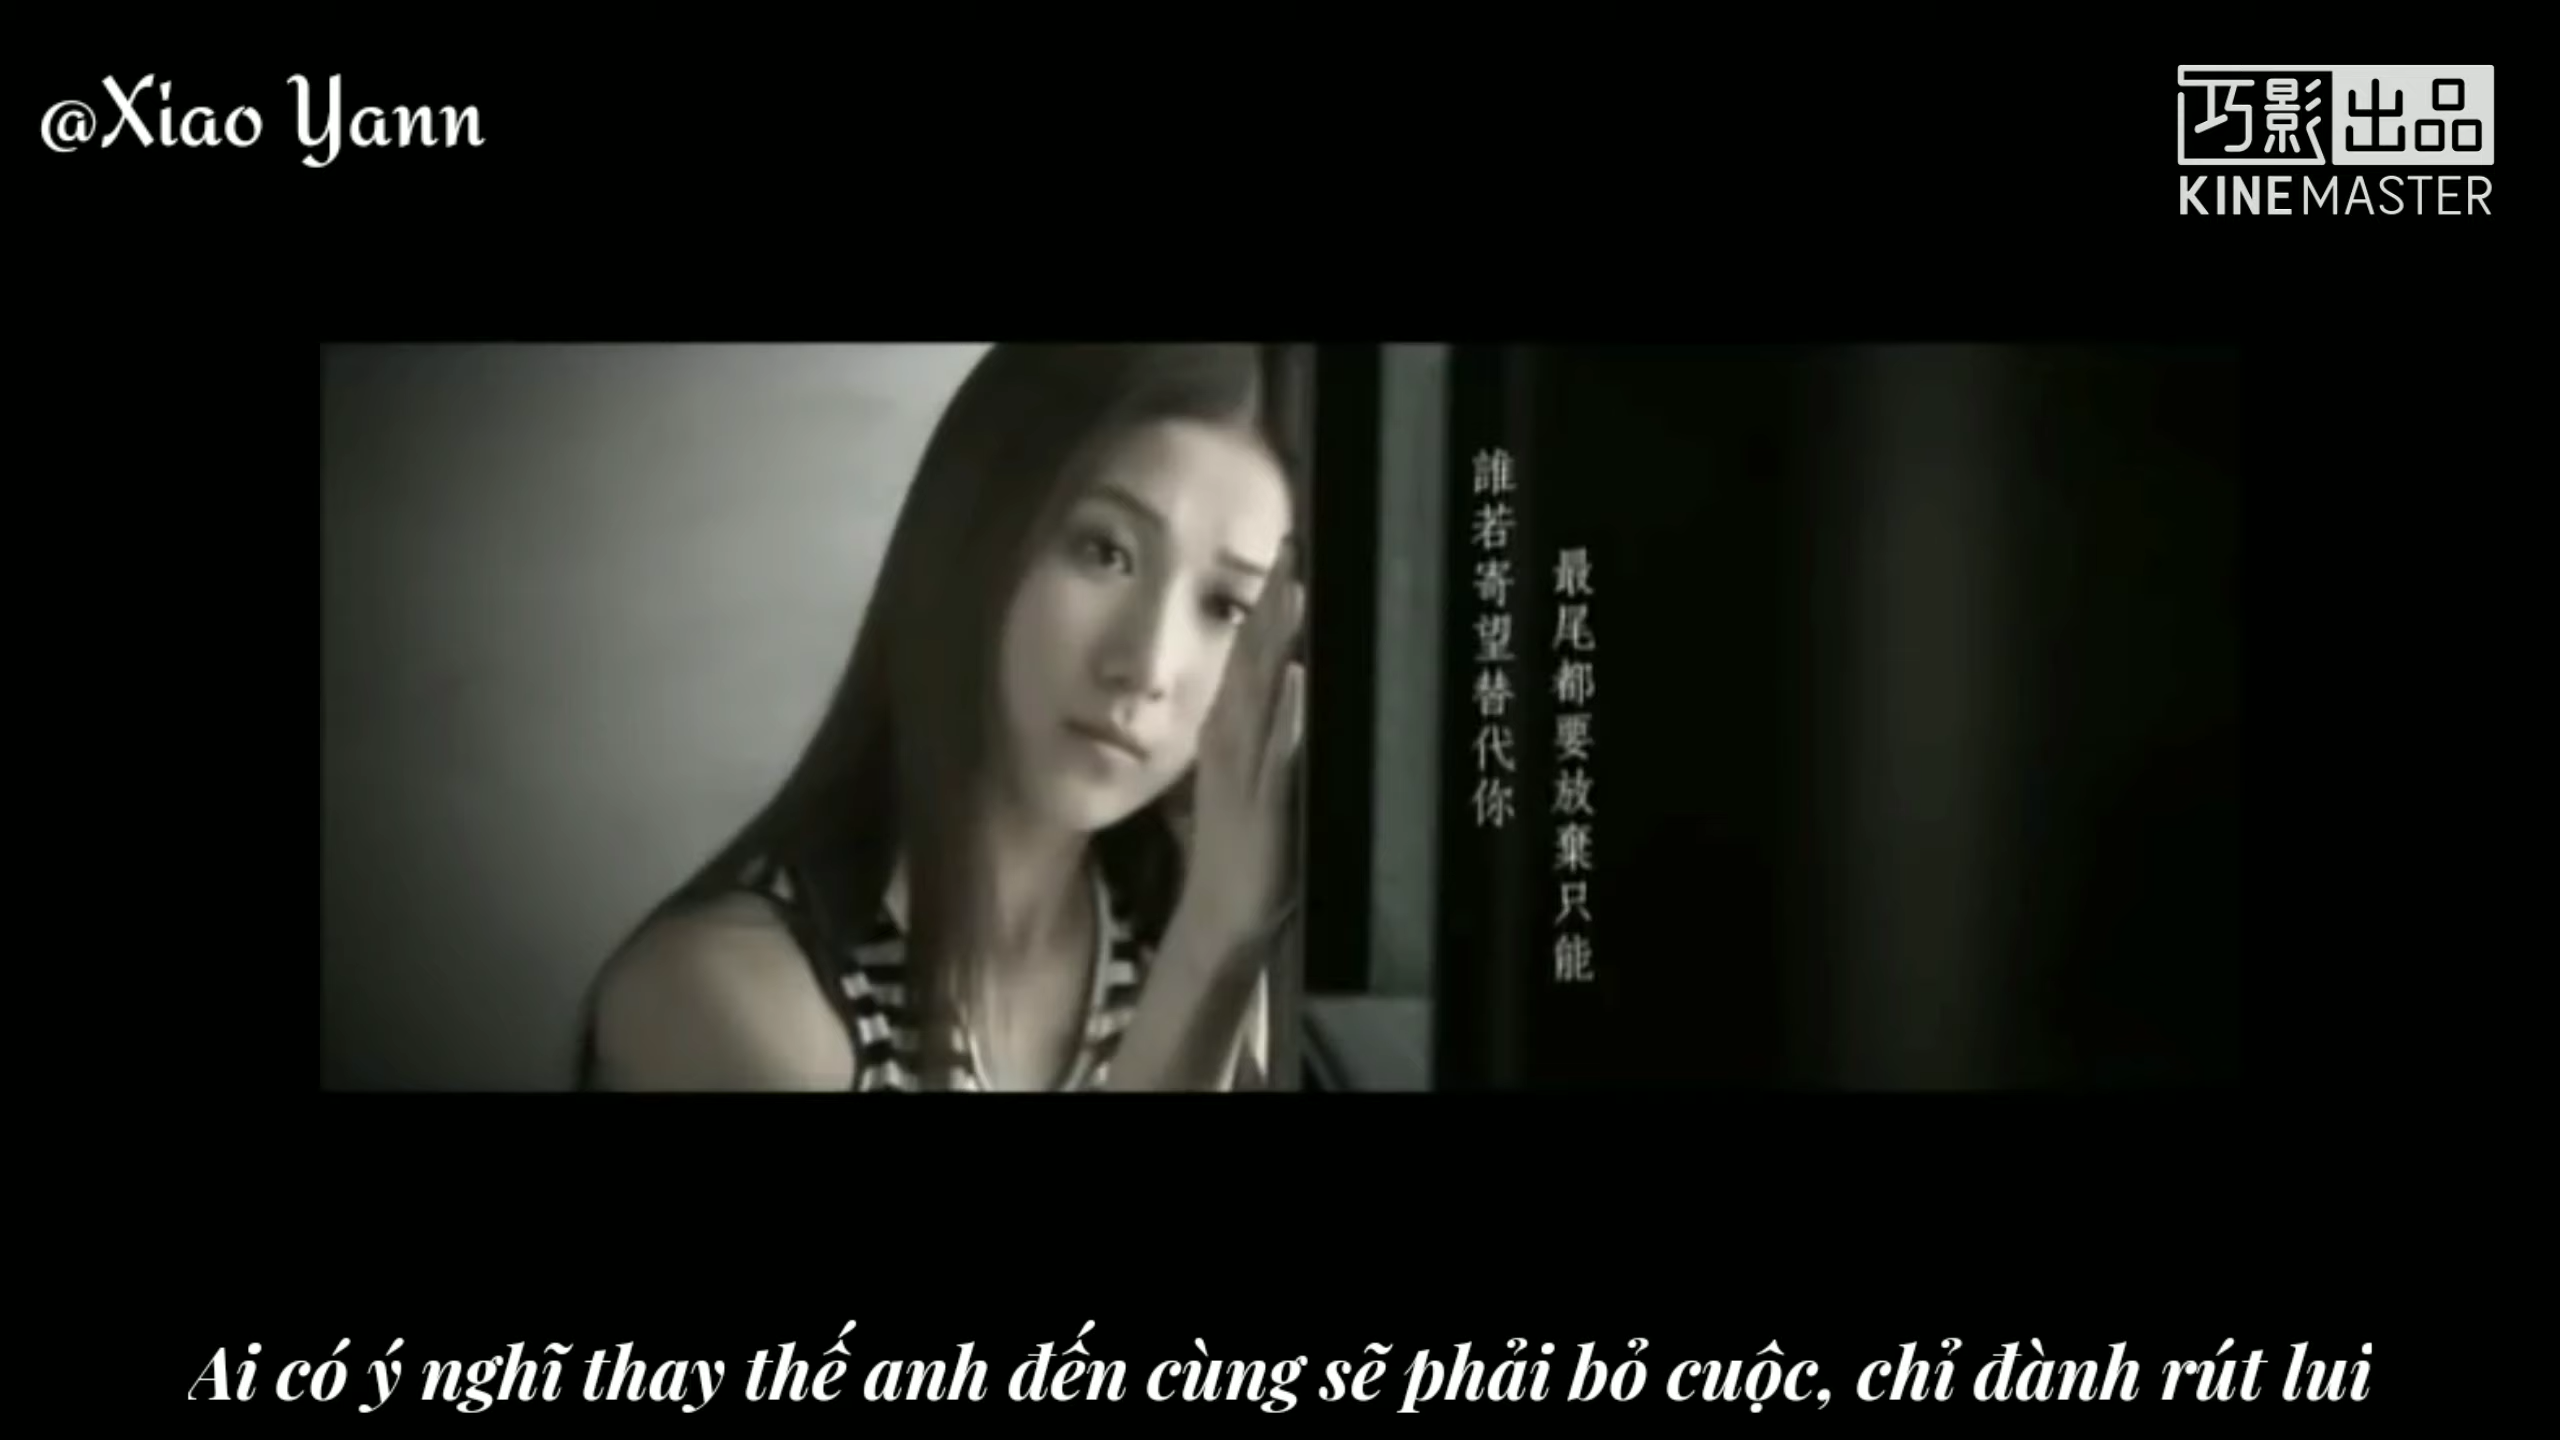 @Xiao Yann
巧影出品
KINEMASTER
誰若寄望替代你
最尾都要放棄只能
Ai có ý nghĩ thay thế anh đến cùng sẽ phải bỏ cuộc, chỉ đành rút lui